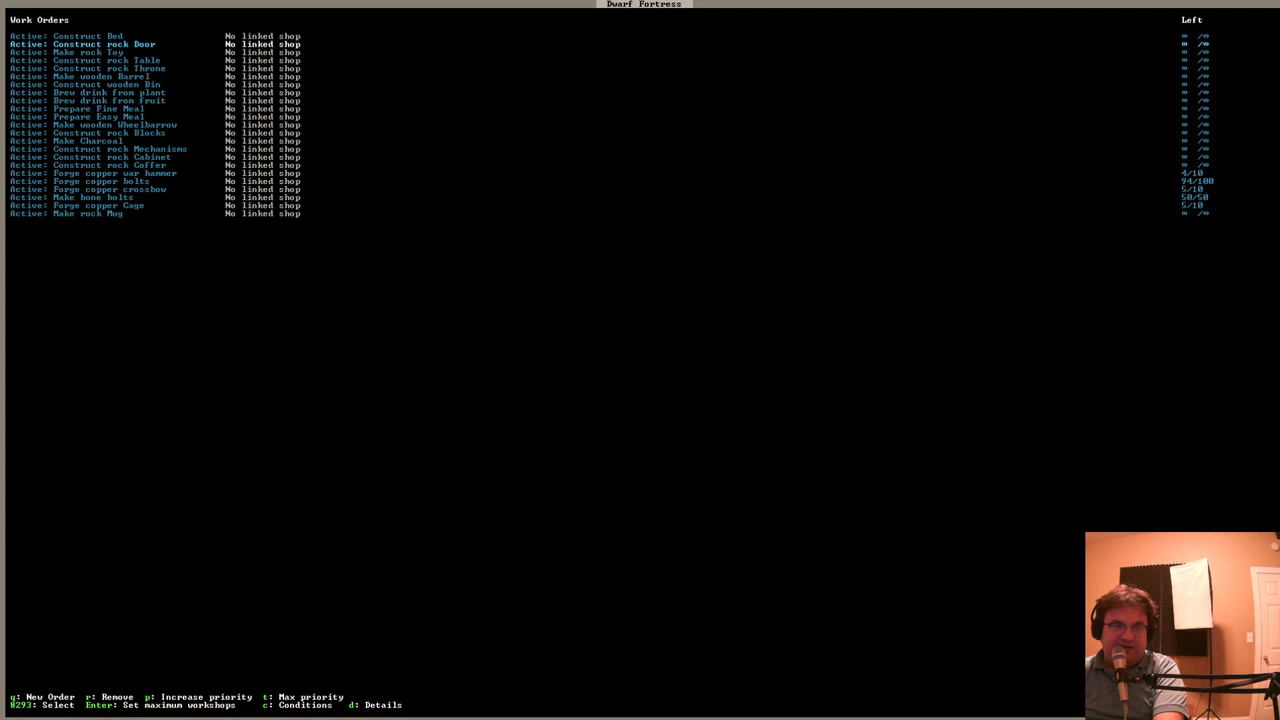 Dwarf Fortress
Work Orders Left
Active: Construct Bed No linked shop ∞ /∞
Active: Construct rock Door No linked shop ∞ /∞
Active: Make rock Toy No linked shop ∞ /∞
Active: Construct rock Table No linked shop ∞ /∞
Active: Construct rock Throne No linked shop ∞ /∞
Active: Make wooden Barrel No linked shop ∞ /∞
Active: Construct wooden Bin No linked shop ∞ /∞
Active: Brew drink from plant No linked shop ∞ /∞
Active: Brew drink from fruit No linked shop ∞ /∞
Active: Prepare Fine Meal No linked shop ∞ /∞
Active: Prepare Easy Meal No linked shop ∞ /∞
Active: Make wooden Wheelbarrow No linked shop ∞ /∞
Active: Construct rock Blocks No linked shop ∞ /∞
Active: Make Charcoal No linked shop ∞ /∞
Active: Construct rock Mechanisms No linked shop ∞ /∞
Active: Construct rock Cabinet No linked shop ∞ /∞
Active: Construct rock Coffer No linked shop ∞ /∞
Active: Forge copper war hammer No linked shop 4/10
Active: Forge copper bolts No linked shop 94/100
Active: Forge copper crossbow No linked shop 5/10
Active: Make bone bolts No linked shop 50/50
Active: Forge copper Cage No linked shop 5/10
Active: Make rock Mug No linked shop ∞ /∞
q: New Order r: Remove p: Increase priority t: Max priority
8293: Select Enter: Set maximum workshops c: Conditions d: Details